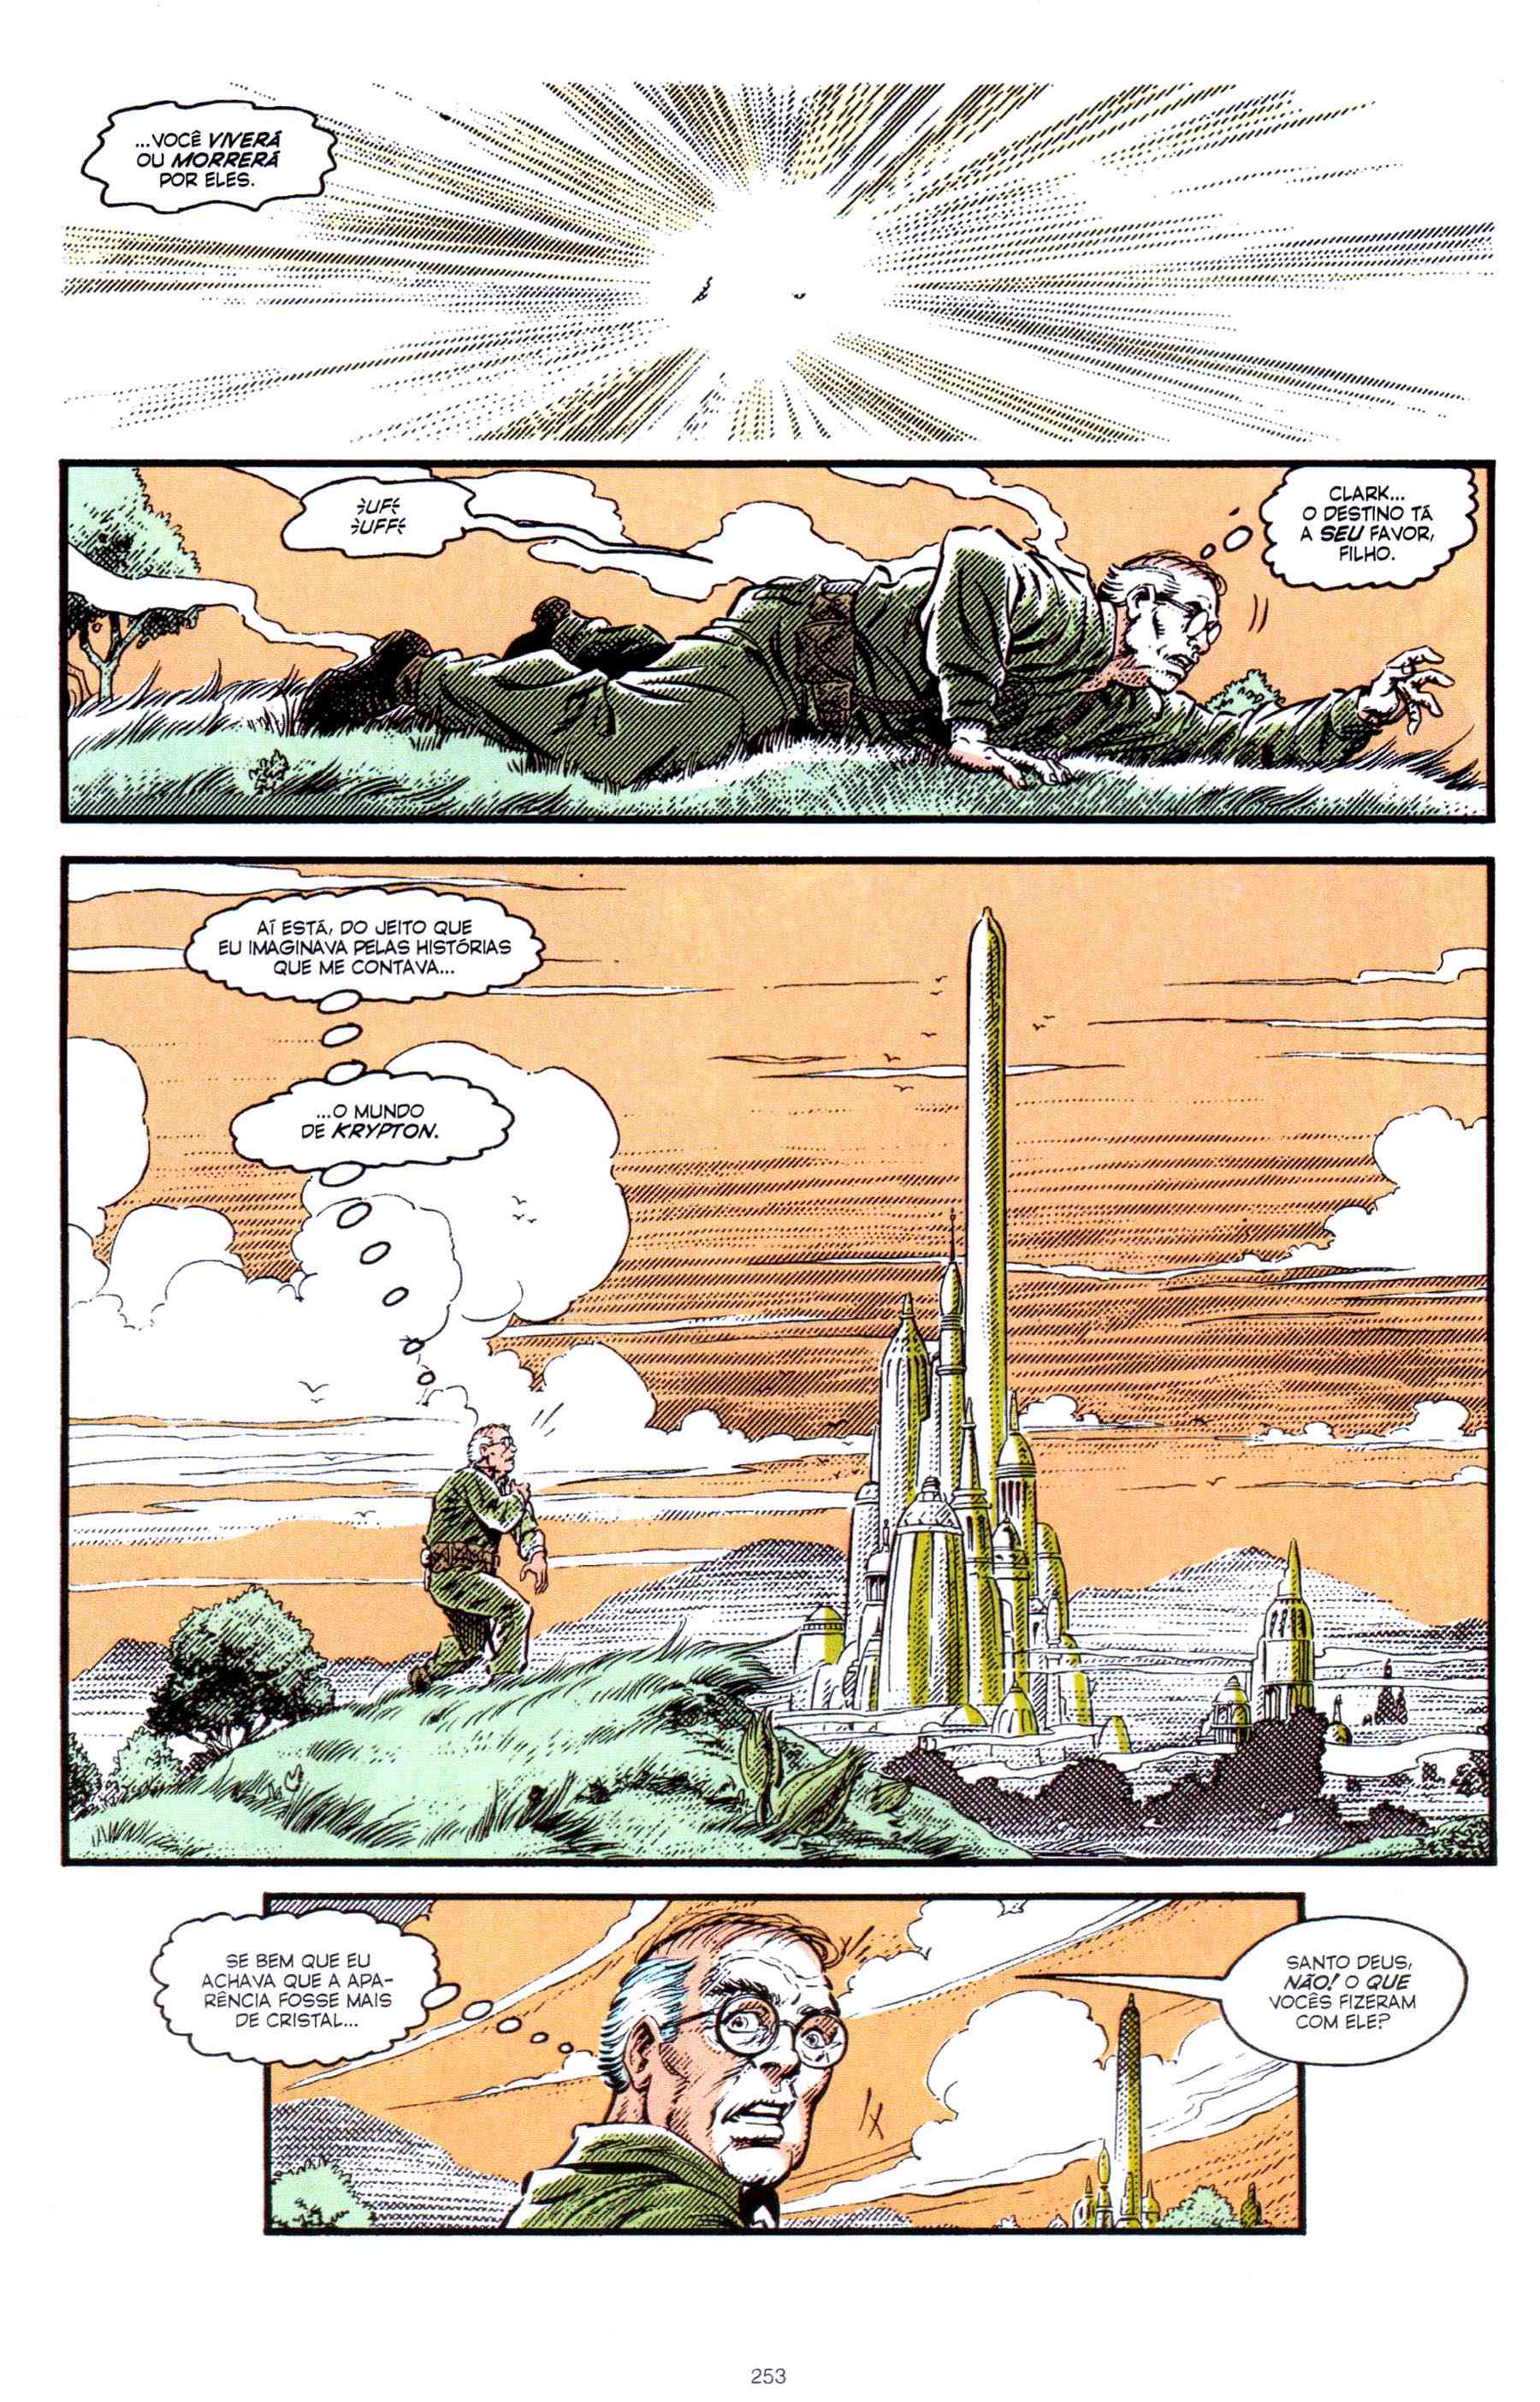 ...VOCÊ VIVERÁ
OU MORRERÁ
POR ELES.
UF
UFF
CLARK...
O DESTINO TÁ
A SEU FAVOR,
FILHO.
AÍ ESTÁ, DO JEITO QUE
EU IMAGINAVA PELAS HISTÓRIAS
QUE ME CONTAVA...
...O MUNDO
DE KRYPTON.
SE BEM QUE EU
ACHAVA QUE A APA-
RÊNCIA FOSSE MAIS
DE CRISTAL...
SANTO DEUS,
NÃO! O QUE
VOCÊS FIZERAM
COM ELE?
253